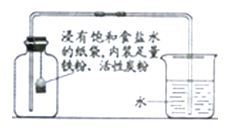 浸有饱和食盐水
的纸袋，内装足量
铁粉、活性炭粉
水